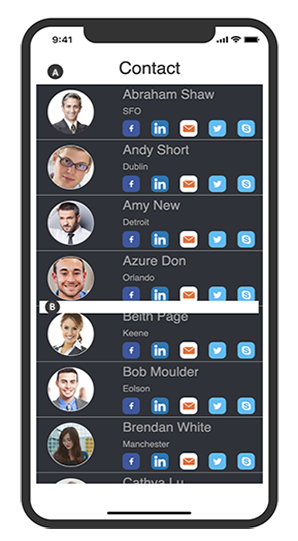 9:41
A
Contact
Abraham Shaw
SFO
f in
Andy Short
Dublin
f in
Amy New
Detroit
f in
Azure Don
Orlando
f in
B
Beith Page
Keene
f in
Bob Moulder
Eolson
f in
Brendan White
Manchester
f in
Cathya Lu